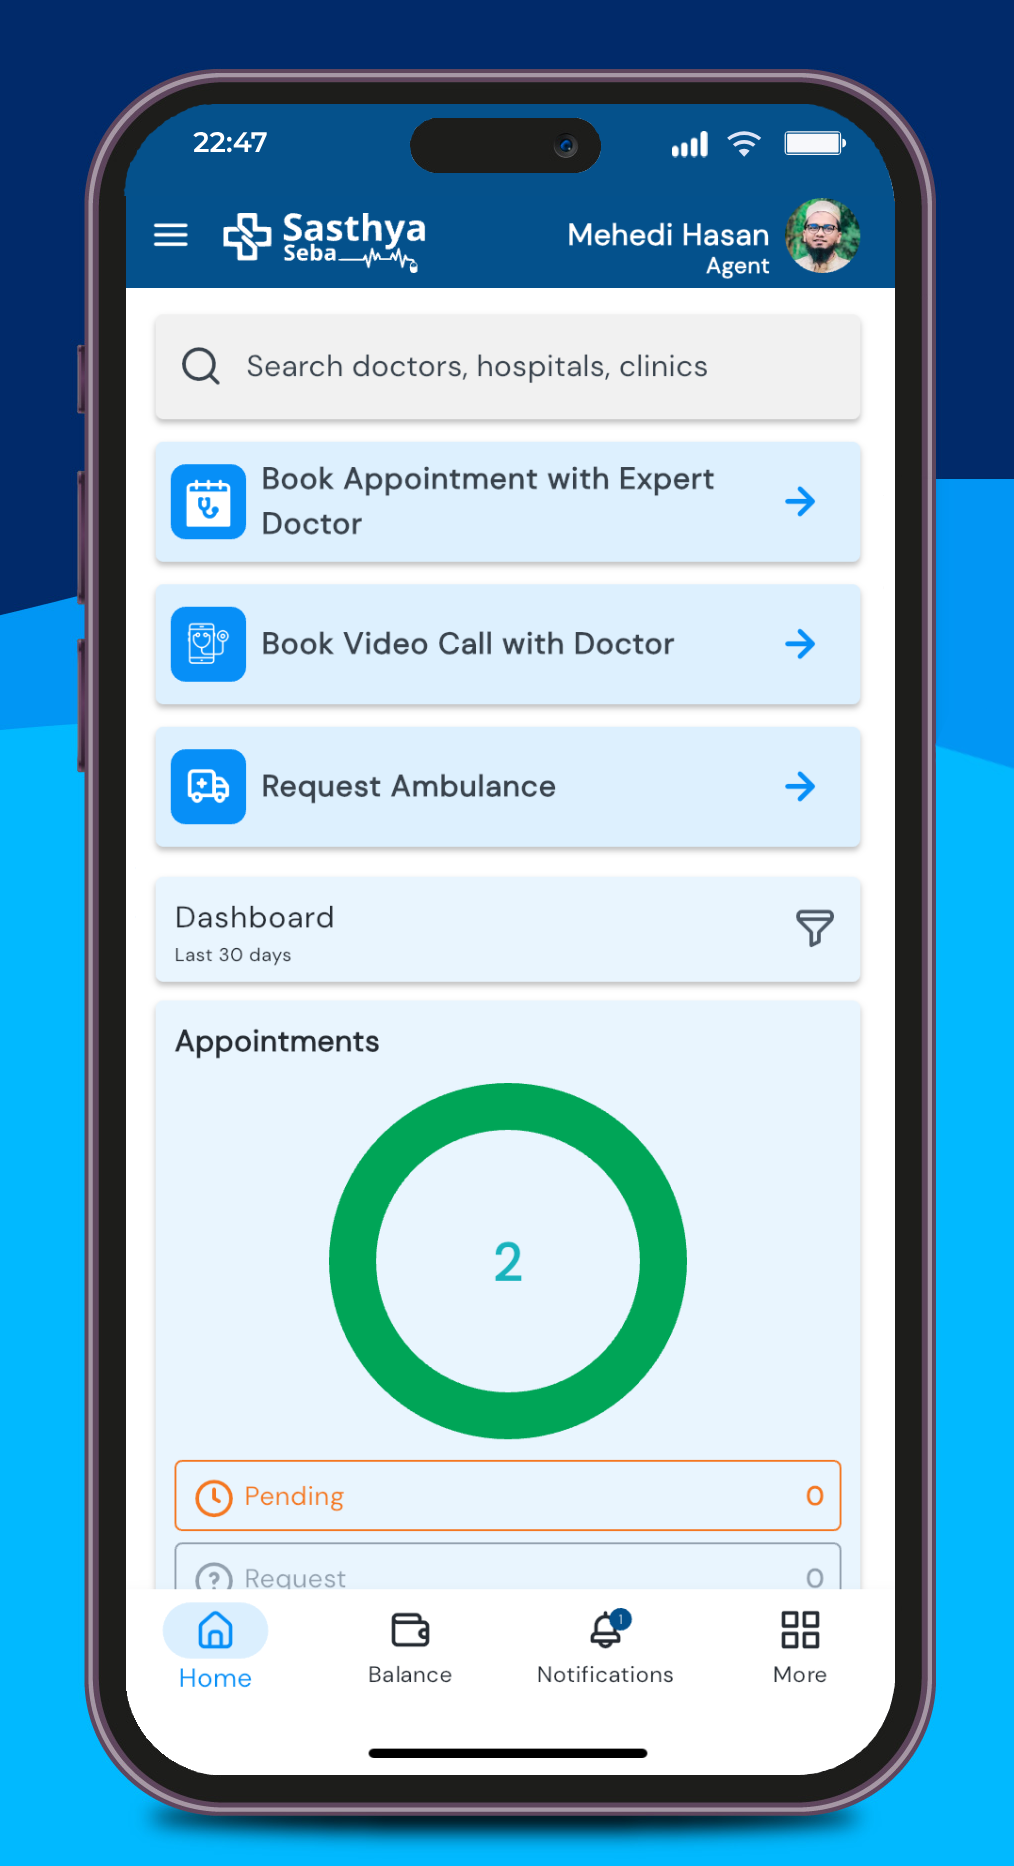 22:47
Sasthya
Seba
Mehedi Hasan
Agent
Search doctors, hospitals, clinics
Book Appointment with Expert
Doctor
Book Video Call with Doctor
Request Ambulance
Dashboard
Last 30 days
Appointments
2
Pending 0
Request 0
1
Home Balance Notifications More